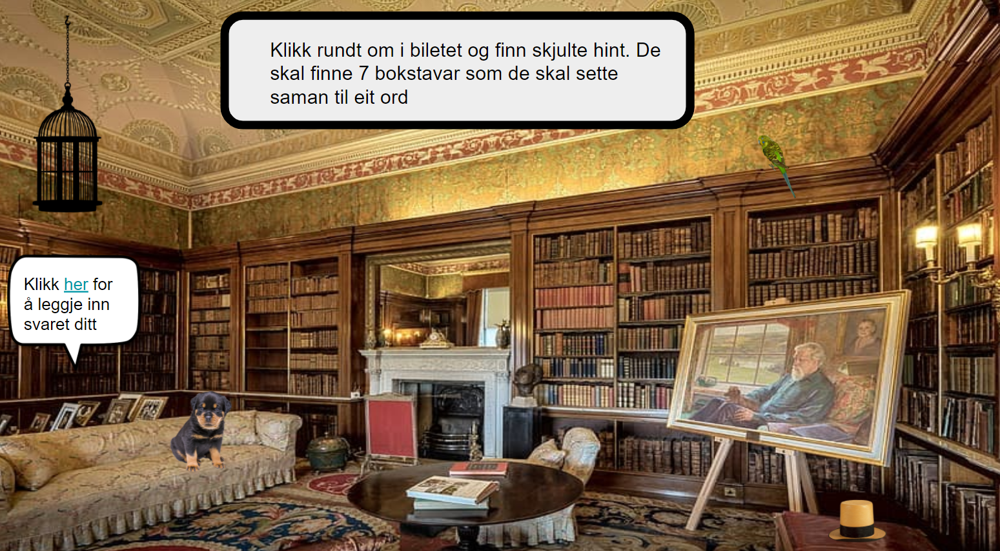 Klikk rundt om i biletet og finn skjulte hint. De
skal finne 7 bokstavar som de skal sette
saman til eit ord
Klikk her for
å leggje inn
svaret ditt